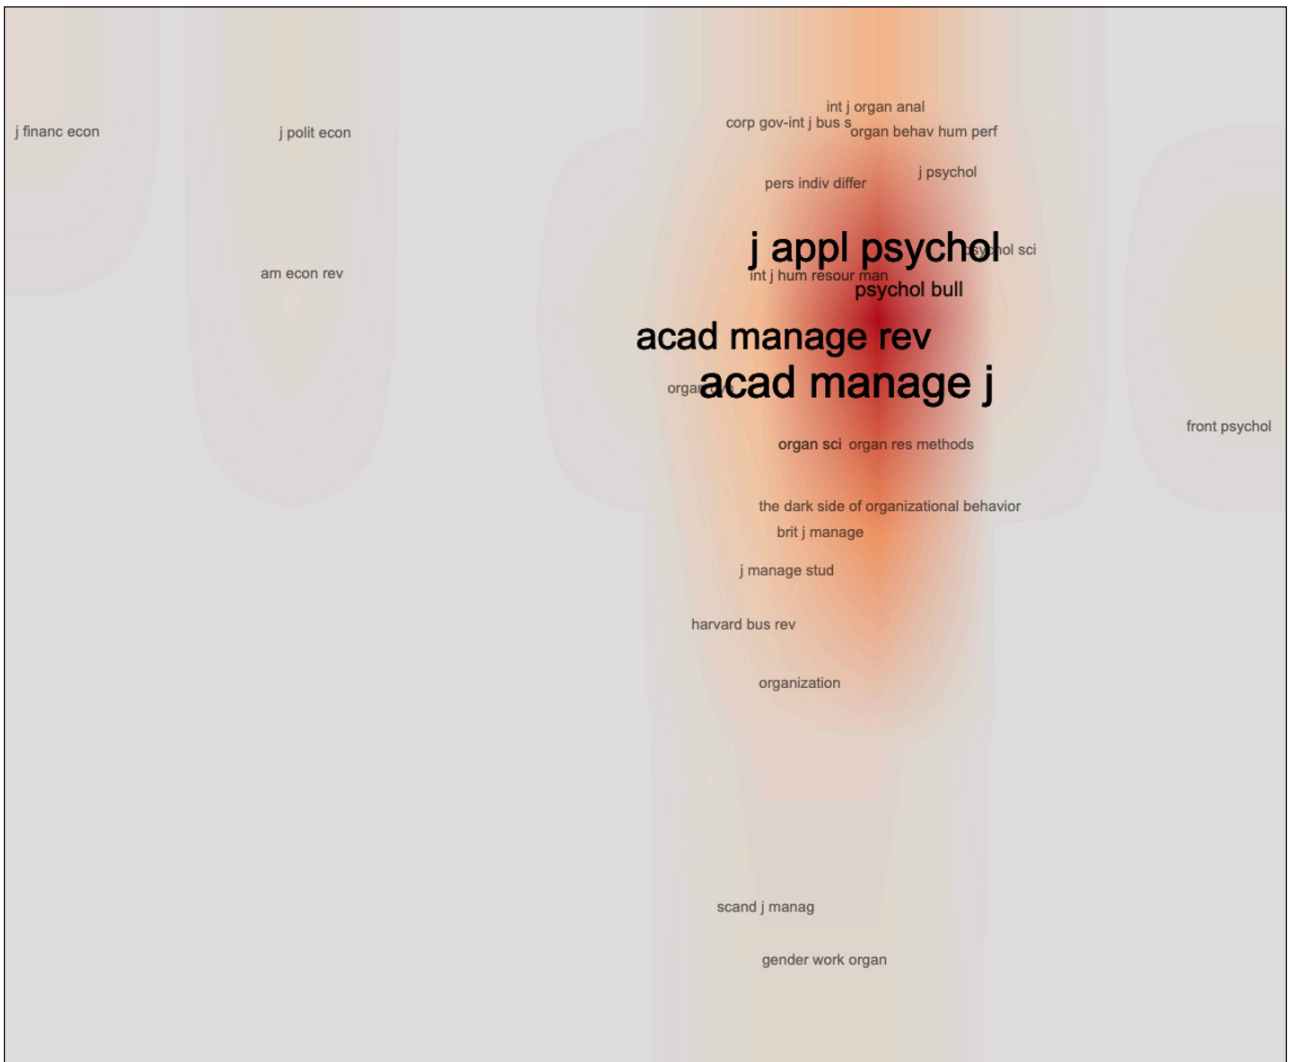 int j organ anal
corp gov-int j bus s
j financ econ
j polit econ
organ behav hum perf
j psychol
pers indiv differ
j appl psychol
psychol sci
am econ rev
int j hum resour man
psychol bull
acad manage rev
acad manage j
front psychol
organ sci
organ res methods
the dark side of organizational behavior
brit j manage
j manage stud
harvard bus rev
organization
scand j manag
gender work organ